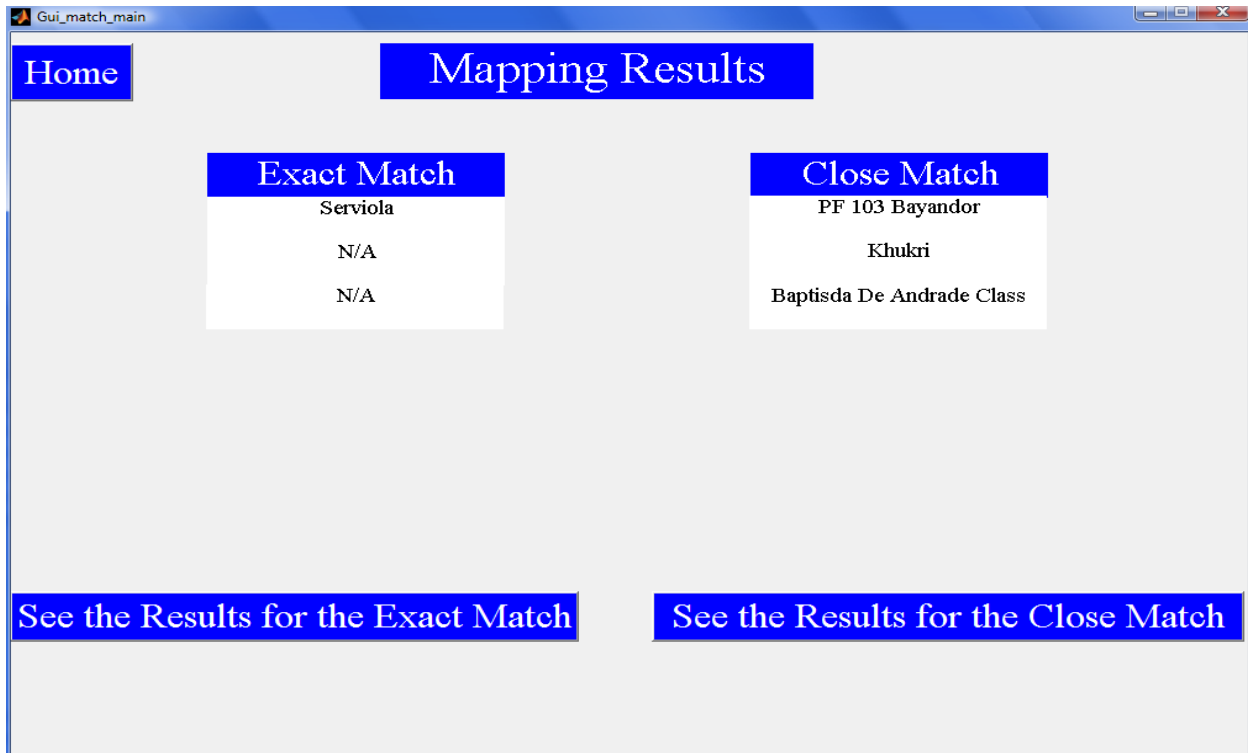 Gui_match_main
Home
Mapping Results
Exact Match
Serviola
N/A
N/A
Close Match
PF 103 Bayandor
Khukri
Baptisda De Andrade Class
See the Results for the Exact Match
See the Results for the Close Match